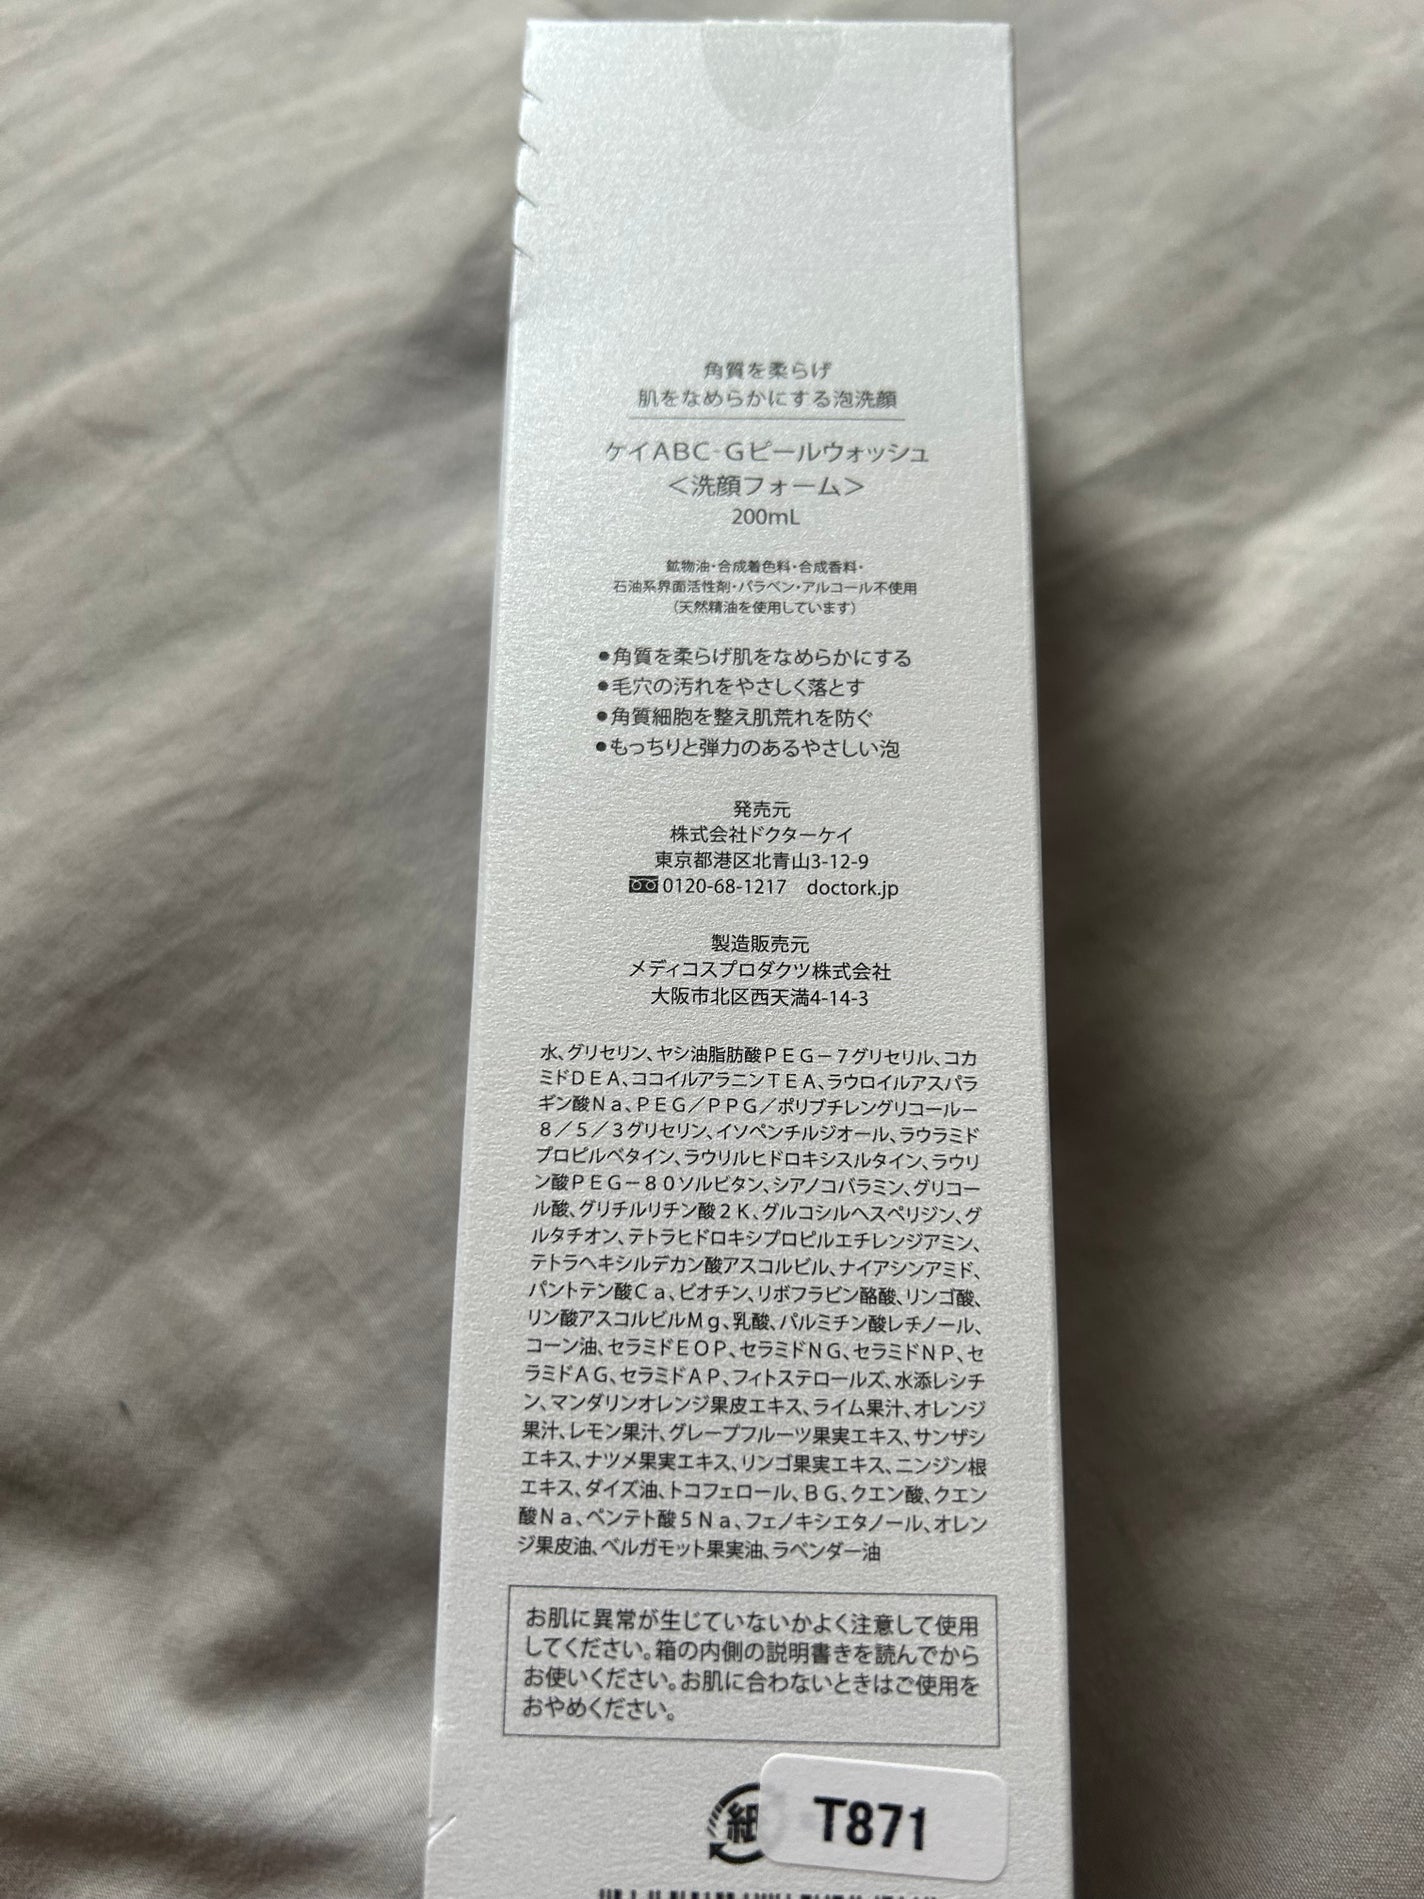 角質を柔らげ
肌をなめらかにする泡洗顔
ケイABC-Gピールウォッシュ
＜洗顔フォーム＞
200mL
鉱物油・合成着色料・合成香料・
石油系界面活性剤・パラベン・アルコール不使用
（天然精油を使用しています）
●角質を柔らげ肌をなめらかにする
●毛穴の汚れをやさしく落とす
●角質細胞を整え肌荒れを防ぐ
●もっちりと弾力のあるやさしい泡
発売元
株式会社ドクターケイ
東京都港区北青山3-12-9
0120-68-1217　doctork.jp
製造販売元
メディコスプロダクツ株式会社
大阪市北区西天満4-14-3
水、グリセリン、ヤシ油脂肪酸ＰＥＧ－７グリセリル、コカ
ミドＤＥＡ、ココイルアラニンＴＥＡ、ラウロイルアスパラ
ギン酸Ｎａ、ＰＥＧ／ＰＰＧ／ポリブチレングリコール－
８／５／３グリセリン、イソペンチルジオール、ラウラミド
プロピルベタイン、ラウリルヒドロキシスルタイン、ラウリ
ン酸ＰＥＧ－８０ソルビタン、シアノコバラミン、グリコー
ル酸、グリチルリチン酸２Ｋ、グルコシルヘスペリジン、グ
ルタチオン、テトラヒドロキシプロピルエチレンジアミン、
テトラヘキシルデカン酸アスコルビル、ナイアシンアミド、
パントテン酸Ｃａ、ビオチン、リボフラビン酪酸、リンゴ酸、
リン酸アスコルビルＭｇ、乳酸、パルミチン酸レチノール、
コーン油、セラミドＥＯＰ、セラミドＮＧ、セラミドＮＰ、セ
ラミドＡＧ、セラミドＡＰ、フィトステロールズ、水添レシチ
ン、マンダリンオレンジ果皮エキス、ライム果汁、オレンジ
果汁、レモン果汁、グレープフルーツ果実エキス、サンザシ
エキス、ナツメ果実エキス、リンゴ果実エキス、ニンジン根
エキス、ダイズ油、トコフェロール、ＢＧ、クエン酸、クエン
酸Ｎａ、ペンテト酸５Ｎａ、フェノキシエタノール、オレン
ジ果皮油、ベルガモット果実油、ラベンダー油
お肌に異常が生じていないかよく注意して使用
してください。箱の内側の説明書きを読んでから
お使いください。お肌に合わないときはご使用を
おやめください。
紙
T871